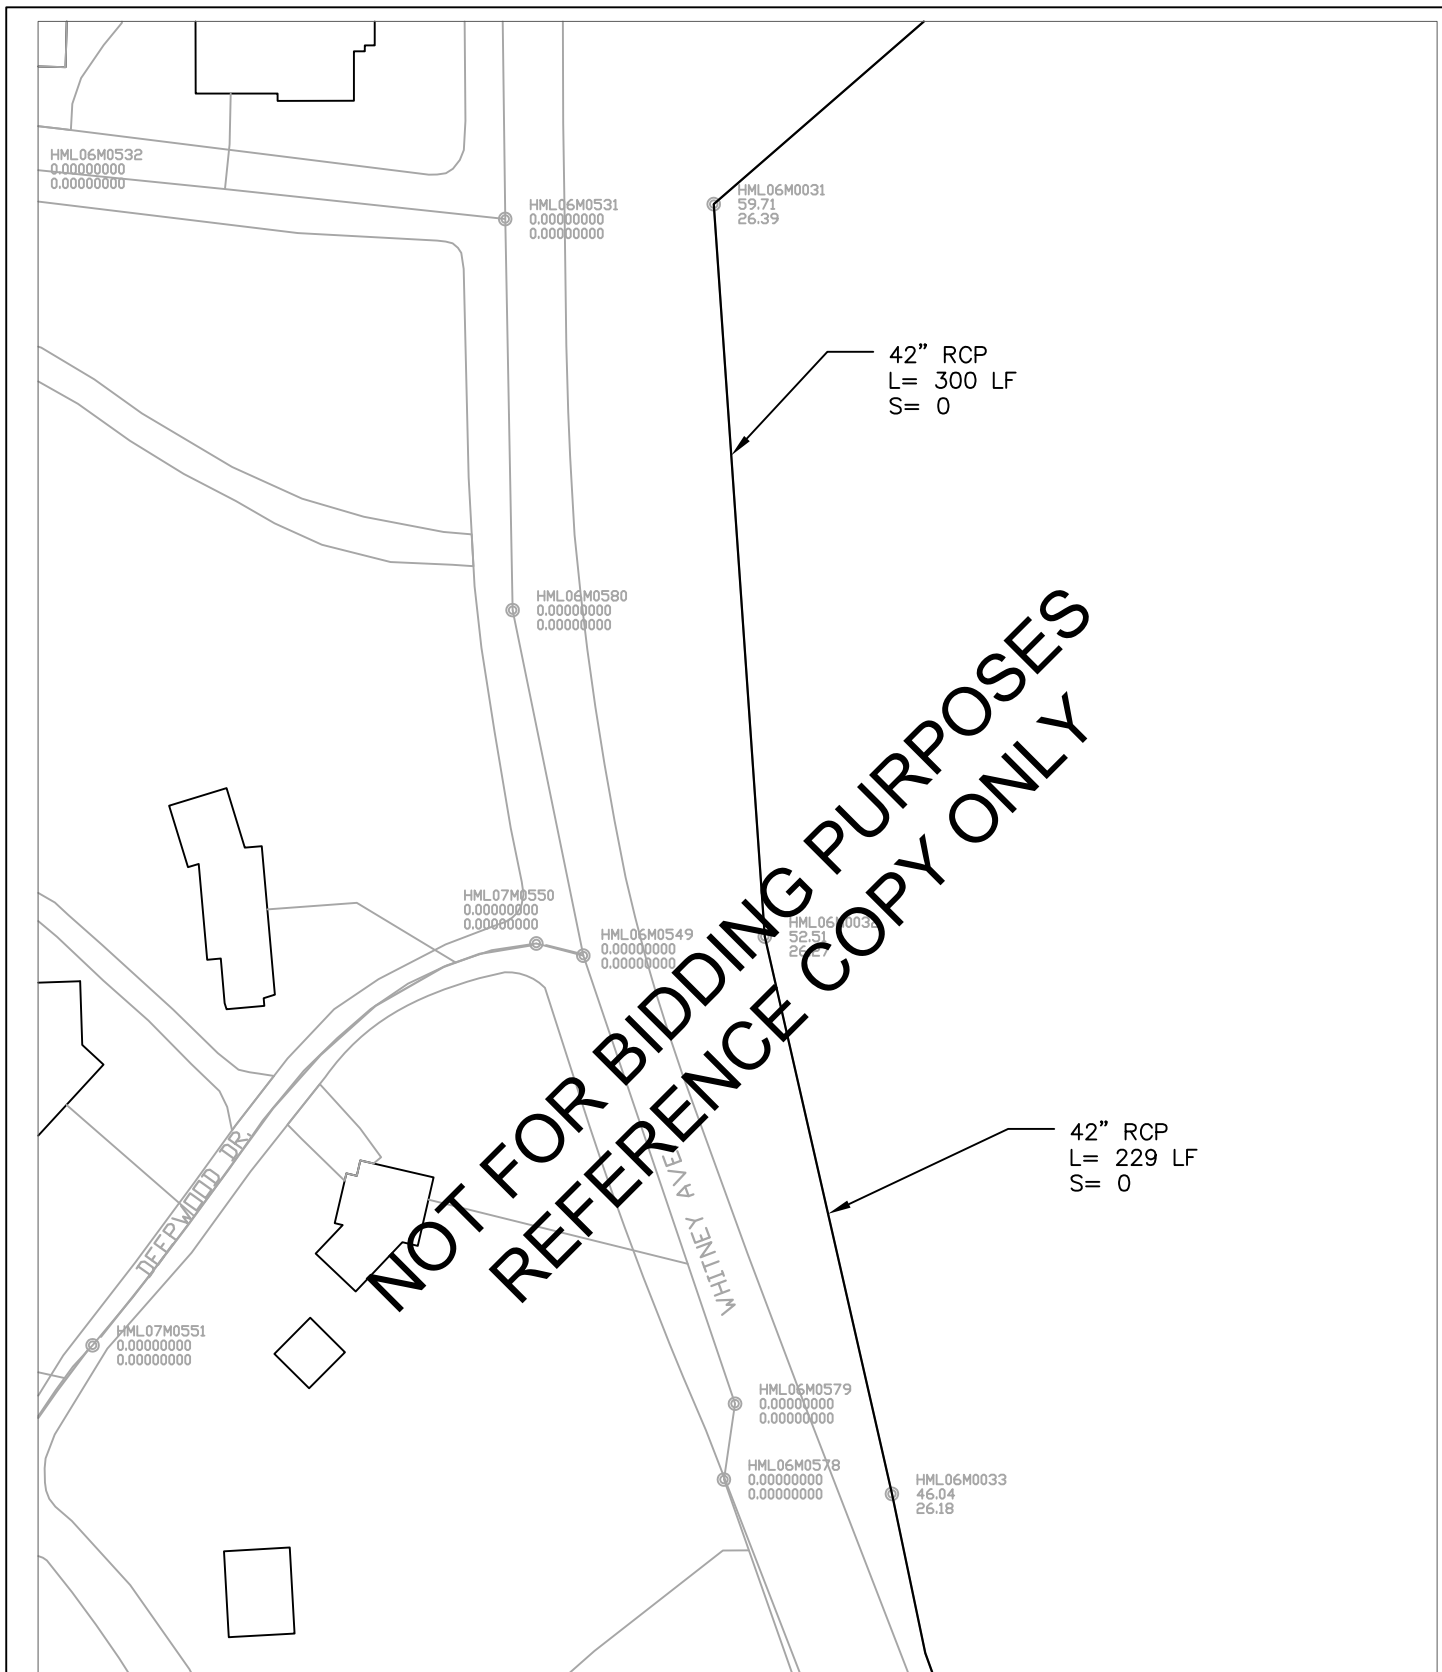 HML06M0532
0.00000000
0.00000000
HML06M0531
0.00000000
0.00000000
HML06M0031
59.71
26.39
42” RCP
L= 300 LF
S= 0
HML06M0580
0.00000000
0.00000000
HML07M0550
0.00000000
0.00000000
HML06M0549
0.00000000
0.00000000
HML06M0032
52.51
26.27
NOT FOR BIDDING PURPOSES
REFERENCE COPY ONLY
42” RCP
L= 229 LF
S= 0
DEEPWOOD DR.
WHITNEY AVE
HML07M0551
0.00000000
0.00000000
HML06M0579
0.00000000
0.00000000
HML06M0578
0.00000000
0.00000000
HML06M0033
46.04
26.18